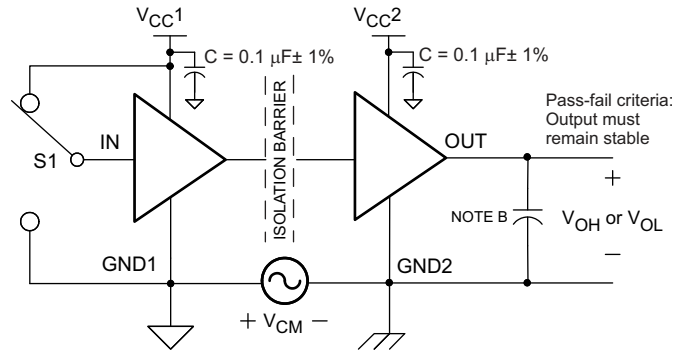 VCC1
VCC2
C = 0.1 μF± 1%
C = 0.1 μF± 1%
Pass-fail criteria:
Output must
remain stable
IN
OUT
S1
ISOLATION BARRIER
+
NOTE B
VOH or VOL
–
GND1
GND2
+ VCM –